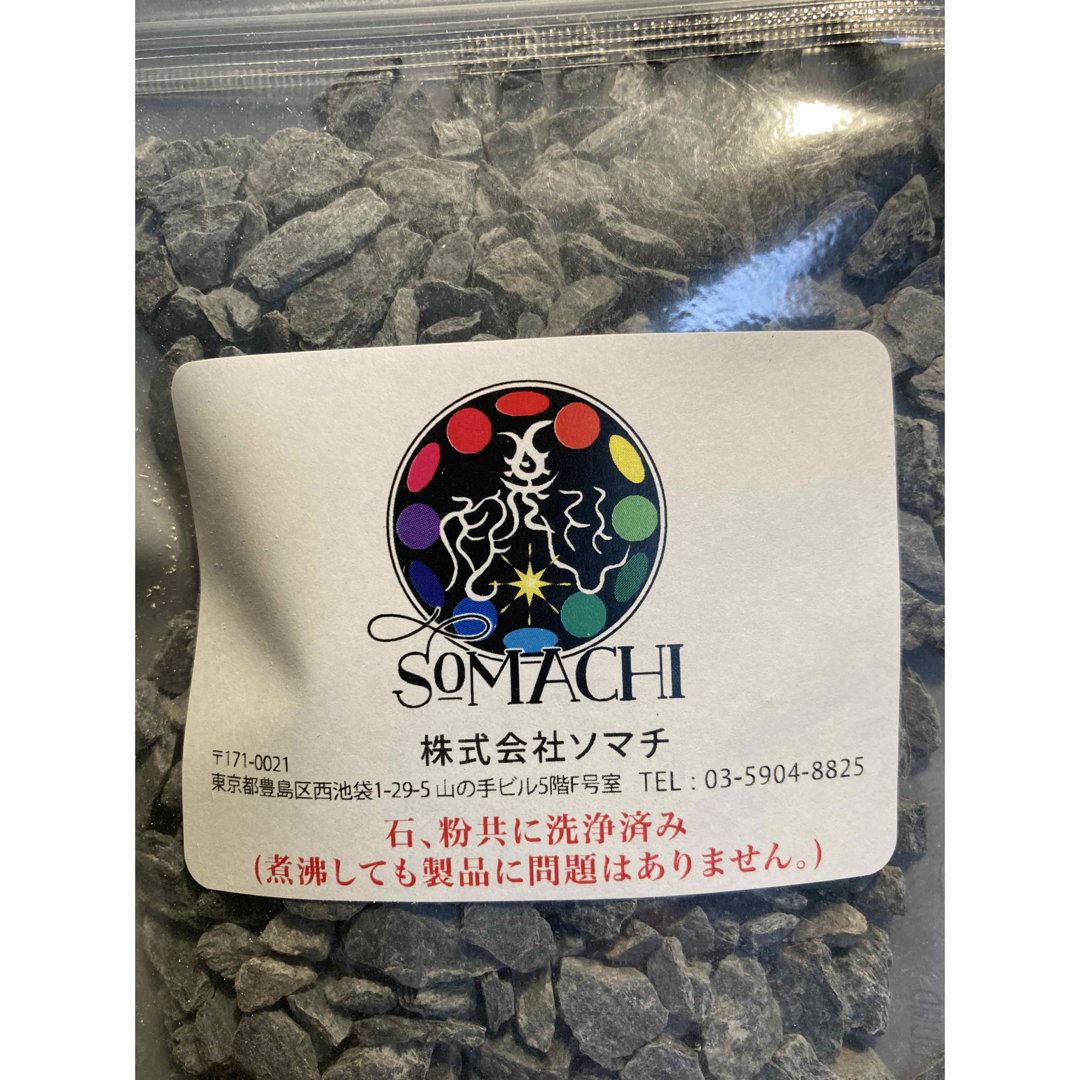 SOMACHI
株式会社ソマチ
〒171-0021
東京都豊島区西池袋1-29-5 山の手ビル5階F号室 TEL : 03-5904-8825
石、粉共に洗浄済み
(煮沸しても製品に問題はありません。)